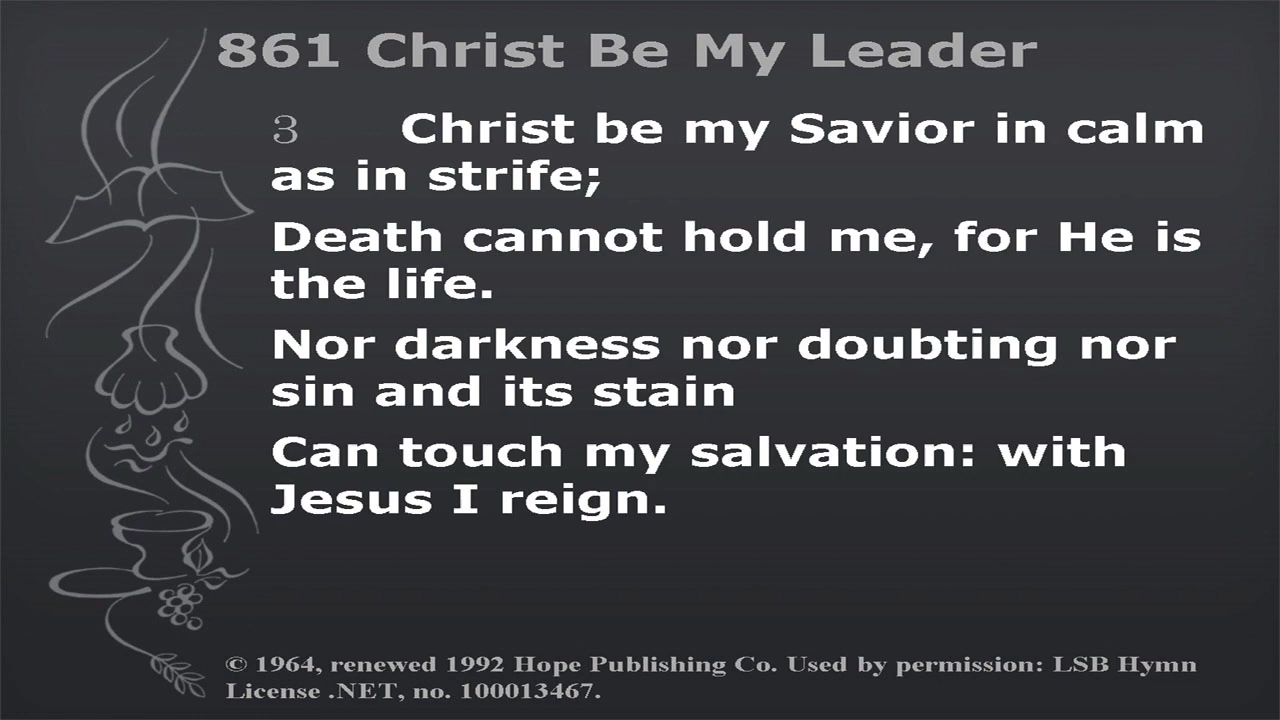 861 Christ Be My Leader
3 Christ be my Savior in calm
as in strife;
Death cannot hold me, for He is
the life.
Nor darkness nor doubting nor
sin and its stain
Can touch my salvation: with
Jesus I reign.
© 1964, renewed 1992 Hope Publishing Co. Used by permission: LSB Hymn
License .NET, no. 100013467.